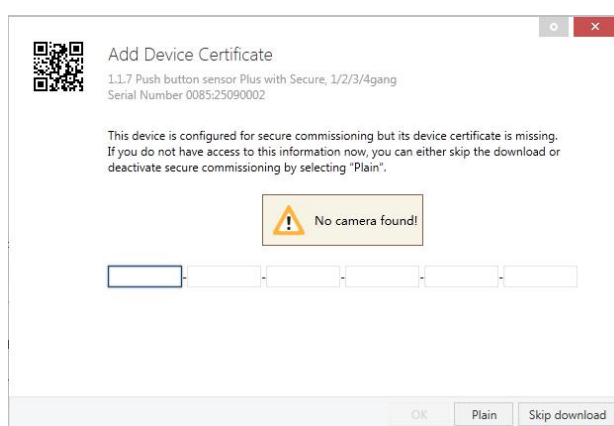 Add Device Certificate
1.1.7 Push button sensor Plus with Secure, 1/2/3/4gang
Serial Number 0085:25090002
This device is configured for secure commissioning but its device certificate is missing.
If you do not have access to this information now, you can either skip the download or
deactivate secure commissioning by selecting "Plain".
No camera found!
- - - - -
OK Plain Skip download